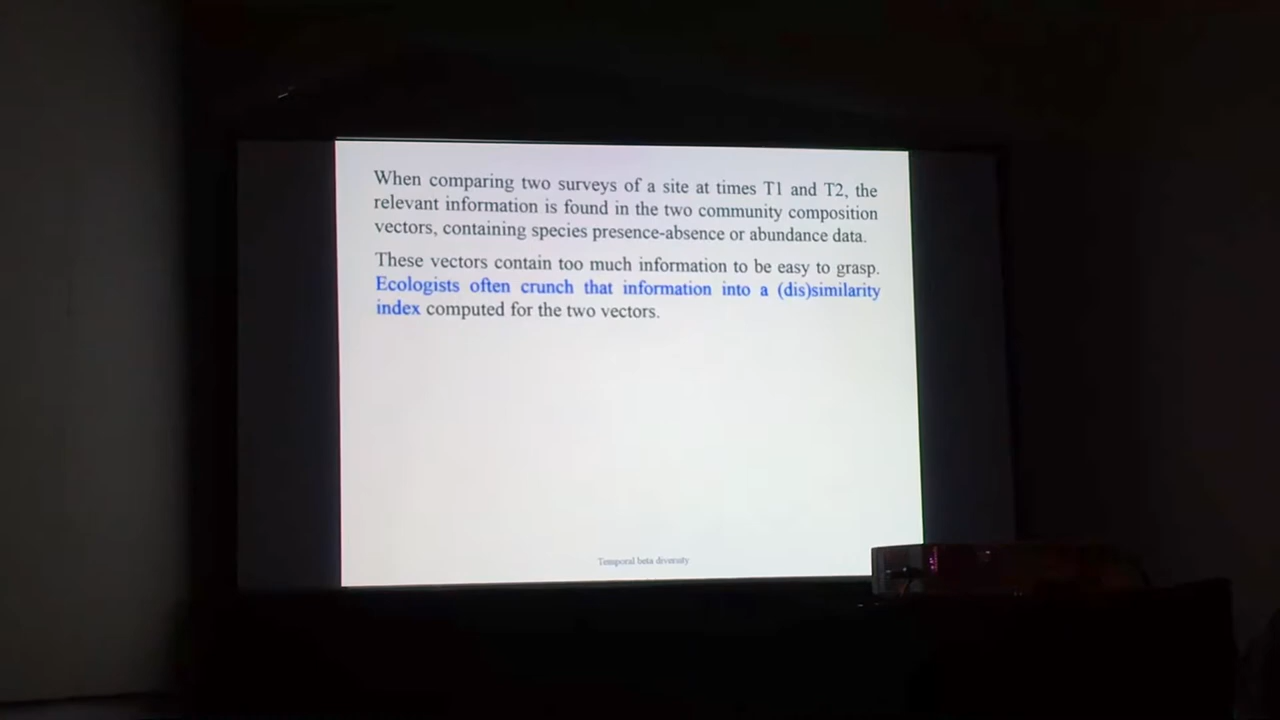 When comparing two surveys of a site at times T1 and T2, the
relevant information is found in the two community composition
vectors, containing species presence-absence or abundance data.
These vectors contain too much information to be easy to grasp.
Ecologists often crunch that information into a (dis)similarity
index computed for the two vectors.
Temporal beta diversity